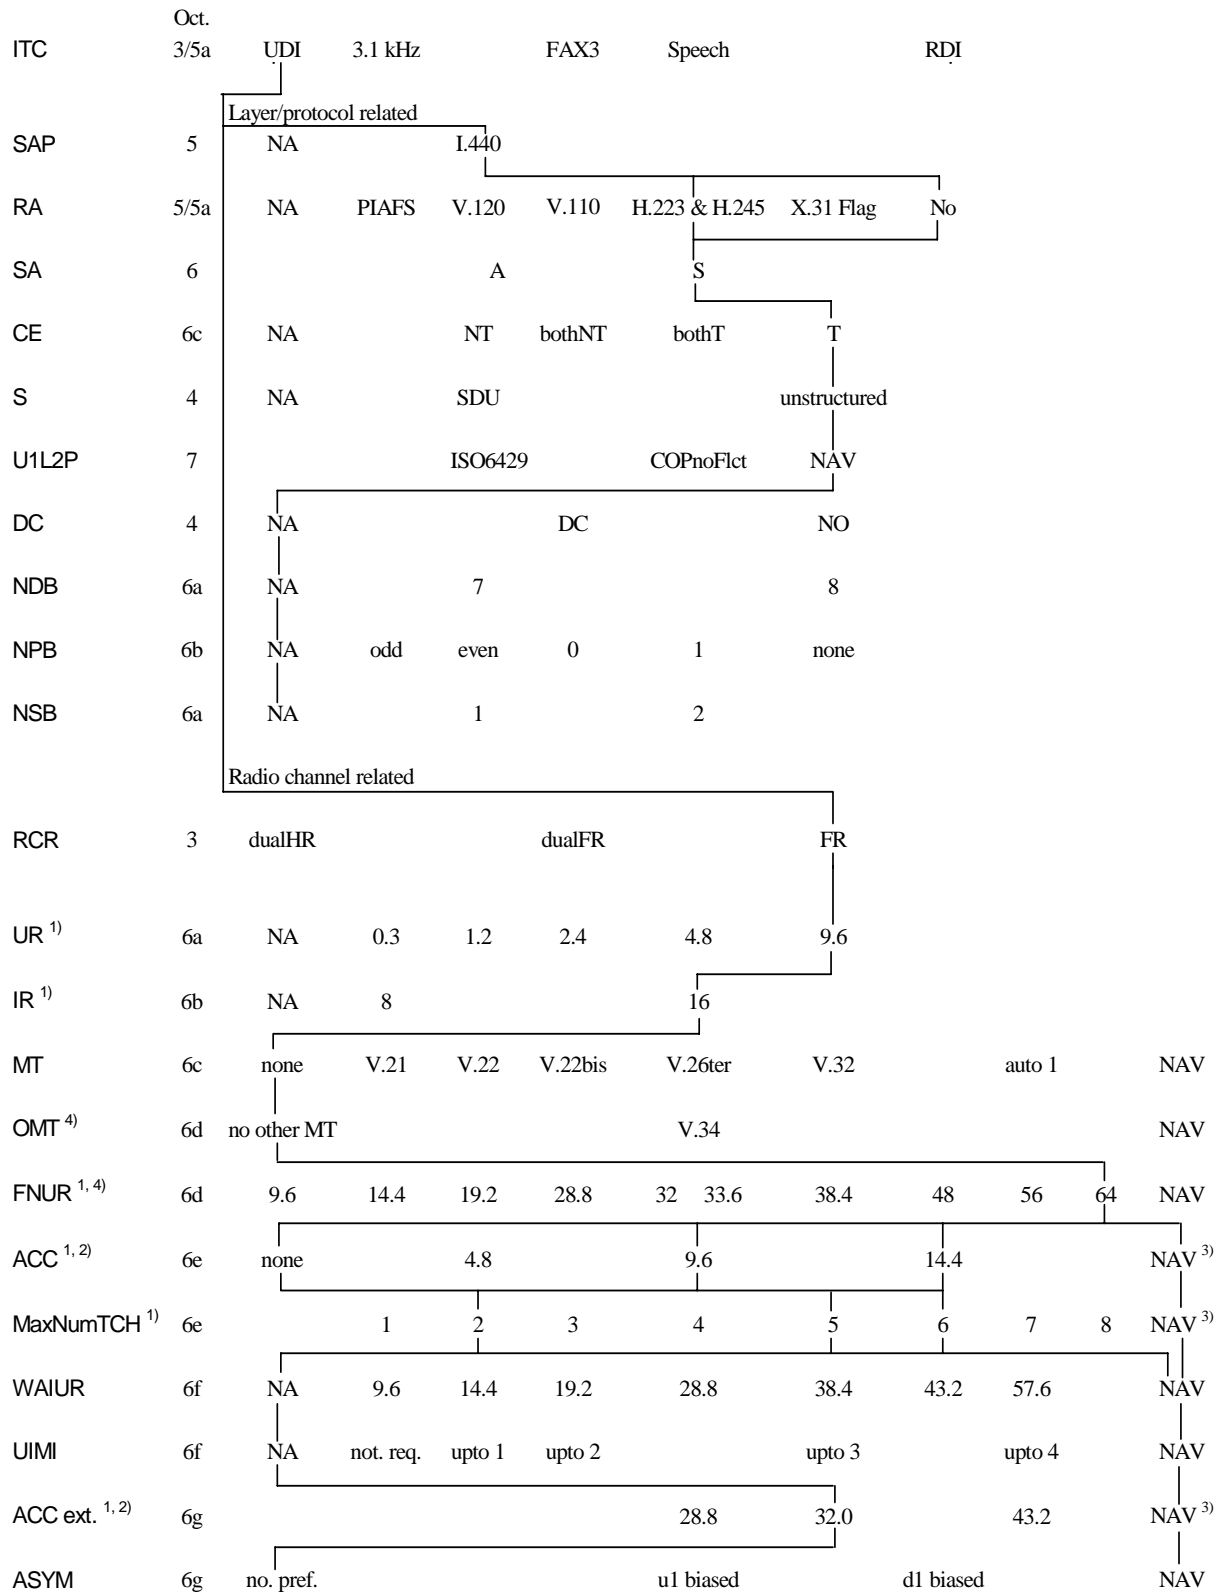 Oct.
ITC 3/5a UDI 3.1 kHz FAX3 Speech RDI
Layer/protocol related
SAP 5 NA I.440
RA 5/5a NA PIAFS V.120 V.110 H.223 & H.245 X.31 Flag No
SA 6 A S
CE 6c NA NT bothNT bothT T
S 4 NA SDU unstructured
U1L2P 7 ISO6429 COPnoFlct NAV
DC 4 NA DC NO
NDB 6a NA 7 8
NPB 6b NA odd even 0 1 none
NSB 6a NA 1 2
Radio channel related
RCR 3 dualHR dualFR FR
UR 1) 6a NA 0.3 1.2 2.4 4.8 9.6
IR 1) 6b NA 8 16
MT 6c none V.21 V.22 V.22bis V.26ter V.32 auto 1 NAV
OMT 4) 6d no other MT V.34 NAV
FNUR 1, 4) 6d 9.6 14.4 19.2 28.8 32 33.6 38.4 48 56 64 NAV
ACC 1, 2) 6e none 4.8 9.6 14.4 NAV 3)
MaxNumTCH 1) 6e 1 2 3 4 5 6 7 8 NAV 3)
WAIUR 6f NA 9.6 14.4 19.2 28.8 38.4 43.2 57.6 NAV
UIMI 6f NA not. req. upto 1 upto 2 upto 3 upto 4 NAV
ACC ext. 1, 2) 6g 28.8 32.0 43.2 NAV 3)
ASYM 6g no. pref. u1 biased d1 biased NAV